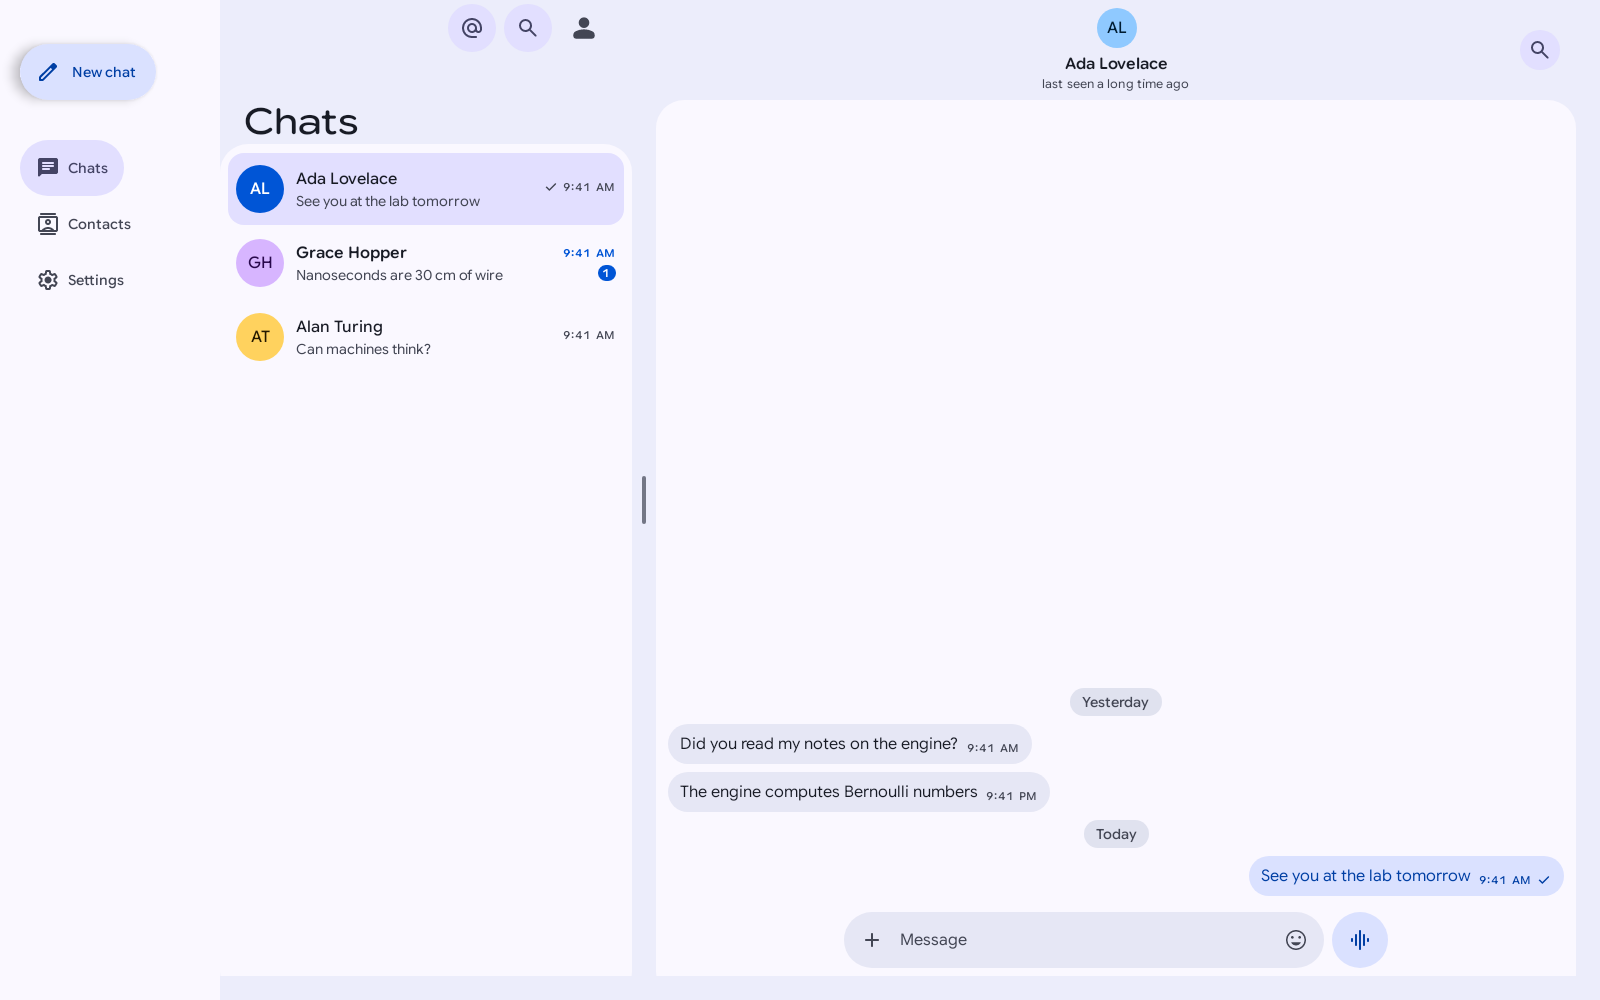 New chat
Chats
Contacts
Settings
Chats
AL
Ada Lovelace
9:41 AM
See you at the lab tomorrow
GH
Grace Hopper
9:41 AM
Nanoseconds are 30 cm of wire
1
AT
Alan Turing
9:41 AM
Can machines think?
AL
Ada Lovelace
last seen a long time ago
Yesterday
Did you read my notes on the engine? 9:41 AM
The engine computes Bernoulli numbers 9:41 PM
Today
See you at the lab tomorrow 9:41 AM
Message